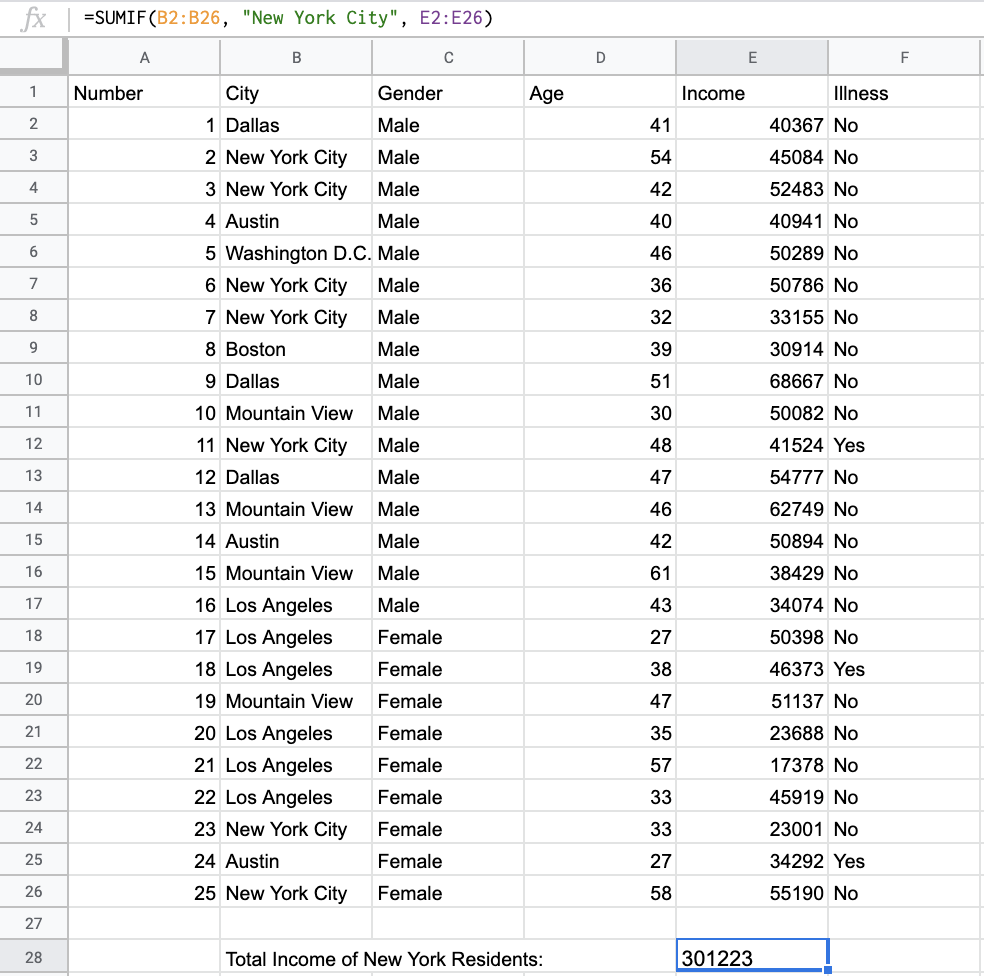 fx =SUMIF(B2:B26, "New York City", E2:E26)
A B C D E F
1 Number City Gender Age Income Illness
2 1 Dallas Male 41 40367 No
3 2 New York City Male 54 45084 No
4 3 New York City Male 42 52483 No
5 4 Austin Male 40 40941 No
6 5 Washington D.C. Male 46 50289 No
7 6 New York City Male 36 50786 No
8 7 New York City Male 32 33155 No
9 8 Boston Male 39 30914 No
10 9 Dallas Male 51 68667 No
11 10 Mountain View Male 30 50082 No
12 11 New York City Male 48 41524 Yes
13 12 Dallas Male 47 54777 No
14 13 Mountain View Male 46 62749 No
15 14 Austin Male 42 50894 No
16 15 Mountain View Male 61 38429 No
17 16 Los Angeles Male 43 34074 No
18 17 Los Angeles Female 27 50398 No
19 18 Los Angeles Female 38 46373 Yes
20 19 Mountain View Female 47 51137 No
21 20 Los Angeles Female 35 23688 No
22 21 Los Angeles Female 57 17378 No
23 22 Los Angeles Female 33 45919 No
24 23 New York City Female 33 23001 No
25 24 Austin Female 27 34292 Yes
26 25 New York City Female 58 55190 No
27
28 Total Income of New York Residents: 301223